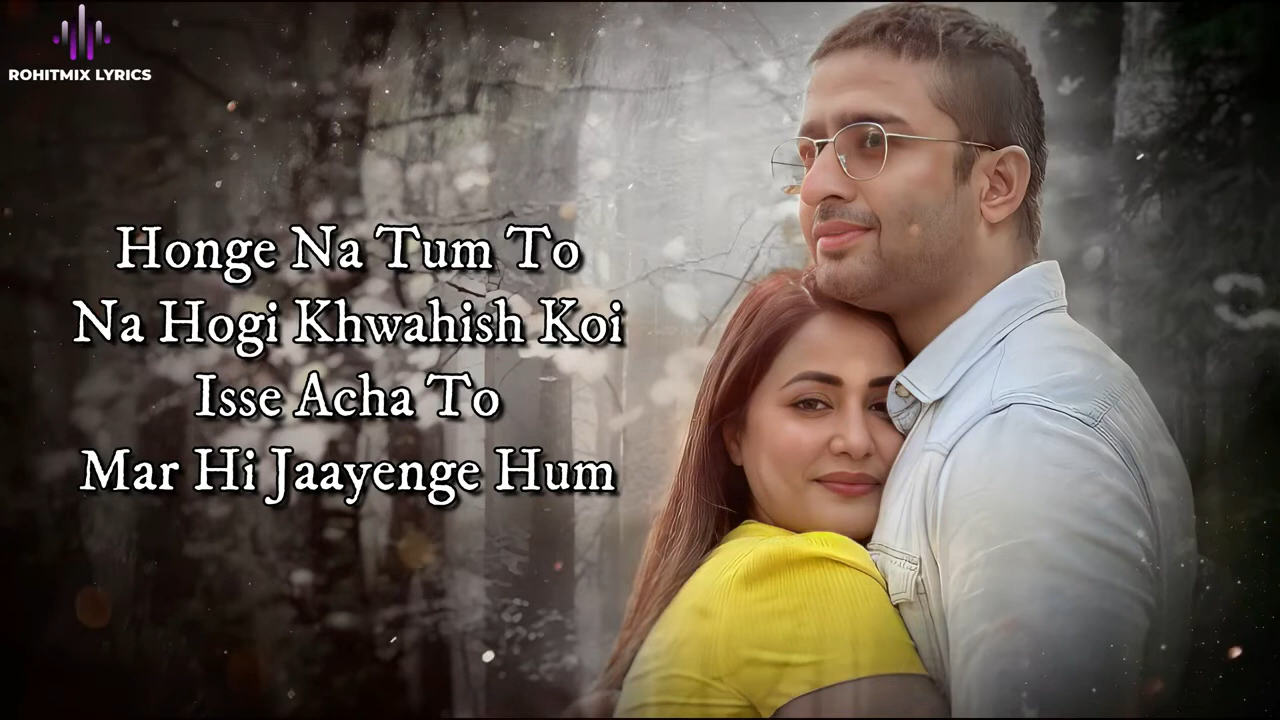 ROHITMIX LYRICS
Honge Na Tum To
Na Hogi Khwahish Koi
Isse Acha To
Mar Hi Jaayenge Hum